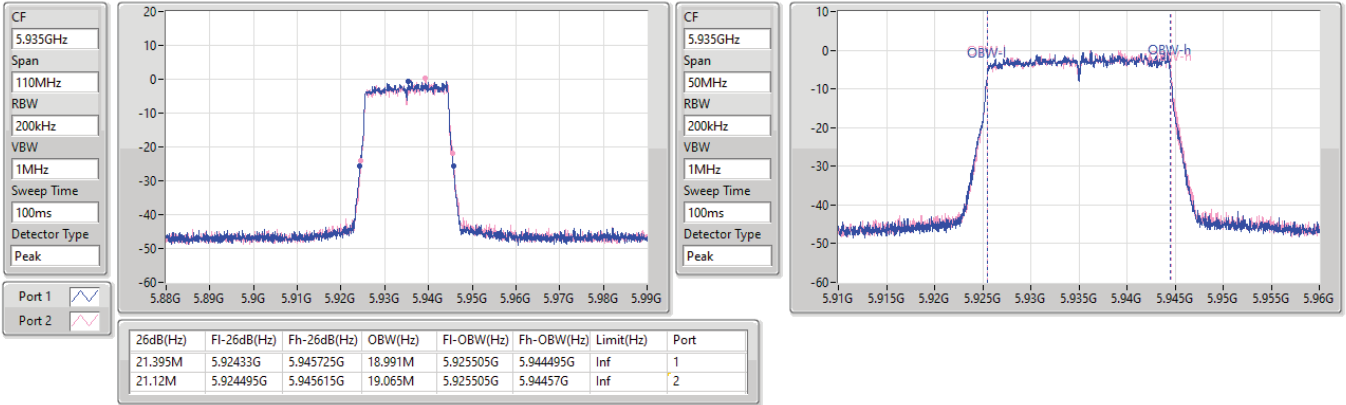 CF
5.935GHz
Span
110MHz
RBW
200kHz
VBW
1MHz
Sweep Time
100ms
Detector Type
Peak
Port 1
Port 2
20
10
0
-10
-20
-30
-40
-50
-60
5.88G 5.89G 5.9G 5.91G 5.92G 5.93G 5.94G 5.95G 5.96G 5.97G 5.98G 5.99G
CF
5.935GHz
Span
50MHz
RBW
200kHz
VBW
1MHz
Sweep Time
100ms
Detector Type
Peak
10
0
-10
-20
-30
-40
-50
-60
OBW-l
OBW-h
5.91G 5.915G 5.92G 5.925G 5.93G 5.935G 5.94G 5.945G 5.95G 5.955G 5.96G
26dB(Hz) Fl-26dB(Hz) Fh-26dB(Hz) OBW(Hz) Fl-OBW(Hz) Fh-OBW(Hz) Limit(Hz) Port
21.395M 5.92433G 5.945725G 18.991M 5.925505G 5.944495G Inf 1
21.12M 5.924495G 5.945615G 19.065M 5.925505G 5.94457G Inf 2